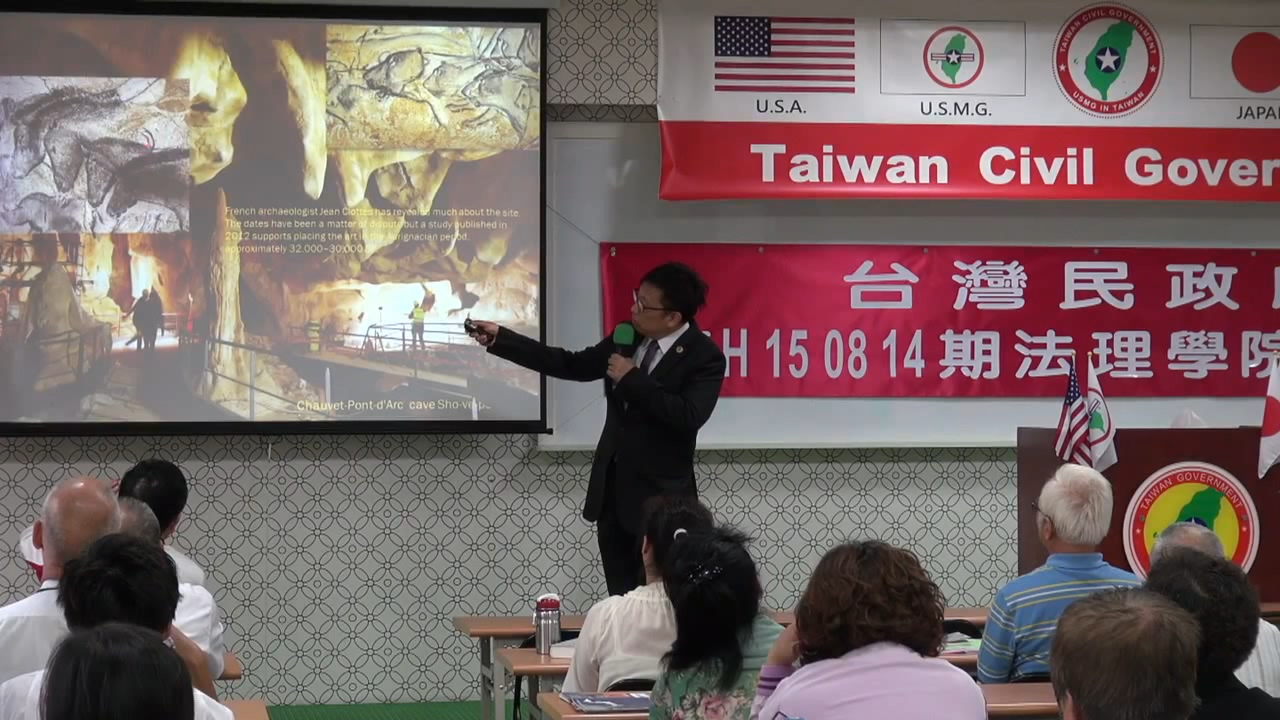 French archaeologist Jean Clottes has revealed much about the site.
The dates have been a matter of dispute but a study published in
2012 supports placing the art in the Aurignacian period,
approximately 32,000–30,000
Chauvet-Pont-d'Arc cave Sho-ve-p
U.S.A.
U.S.M.G.
TAIWAN CIVIL GOVERNMENT
USMG IN TAIWAN
JAPA
Taiwan Civil Gover
台灣民政
H 15 08 14 期法理學院
TAIWAN GOVERNMENT